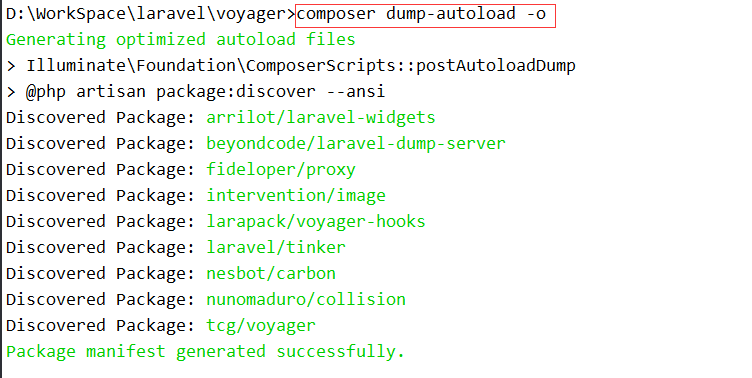 D:\WorkSpace\laravel\voyager>composer dump-autoload -o
Generating optimized autoload files
> Illuminate\Foundation\ComposerScripts::postAutoloadDump
> @php artisan package:discover --ansi
Discovered Package: arrilot/laravel-widgets
Discovered Package: beyondcode/laravel-dump-server
Discovered Package: fideloper/proxy
Discovered Package: intervention/image
Discovered Package: larapack/voyager-hooks
Discovered Package: laravel/tinker
Discovered Package: nesbot/carbon
Discovered Package: nunomaduro/collision
Discovered Package: tcg/voyager
Package manifest generated successfully.